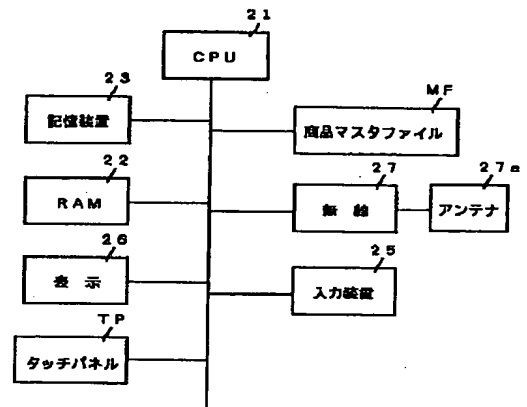 21
CPU
23
記憶装置
MF
商品マスタファイル
22
RAM
27
無線
27a
アンテナ
26
表示
25
入力装置
TP
タッチパネル